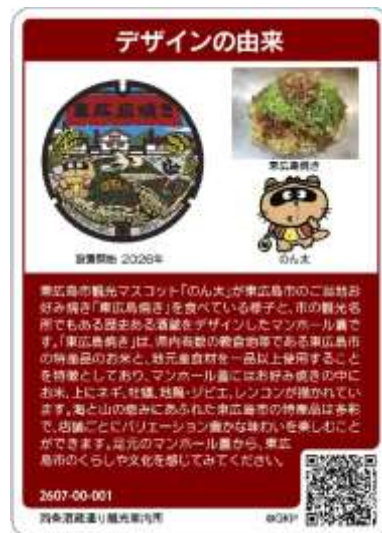 デザインの由来
東広島焼き
東広島焼き
設置開始 2026年
のん太
東広島市観光マスコット「のん太」が東広島市のご当地お
好み焼き「東広島焼き」を食べている様子と、市の観光名
所でもある歴史ある酒蔵をデザインしたマンホール蓋で
す。「東広島焼き」は、県内有数の穀倉地帯である東広島市
の特産品のお米と、地元産食材を一品以上使用すること
を特徴としており、マンホール蓋にはお好み焼きの中に
お米、上にネギ、牡蠣、地鶏・ジビエ、レンコンが描かれてい
ます。海と山の恵みにあふれた東広島市の特産品は多彩
で、店舗ごとにバリエーション豊かな味わいを楽しむこと
ができます。足元のマンホール蓋から、東広
島市のくらしや文化を感じてみてください。
2607-00-001
西条酒蔵通り観光案内所
©GKP